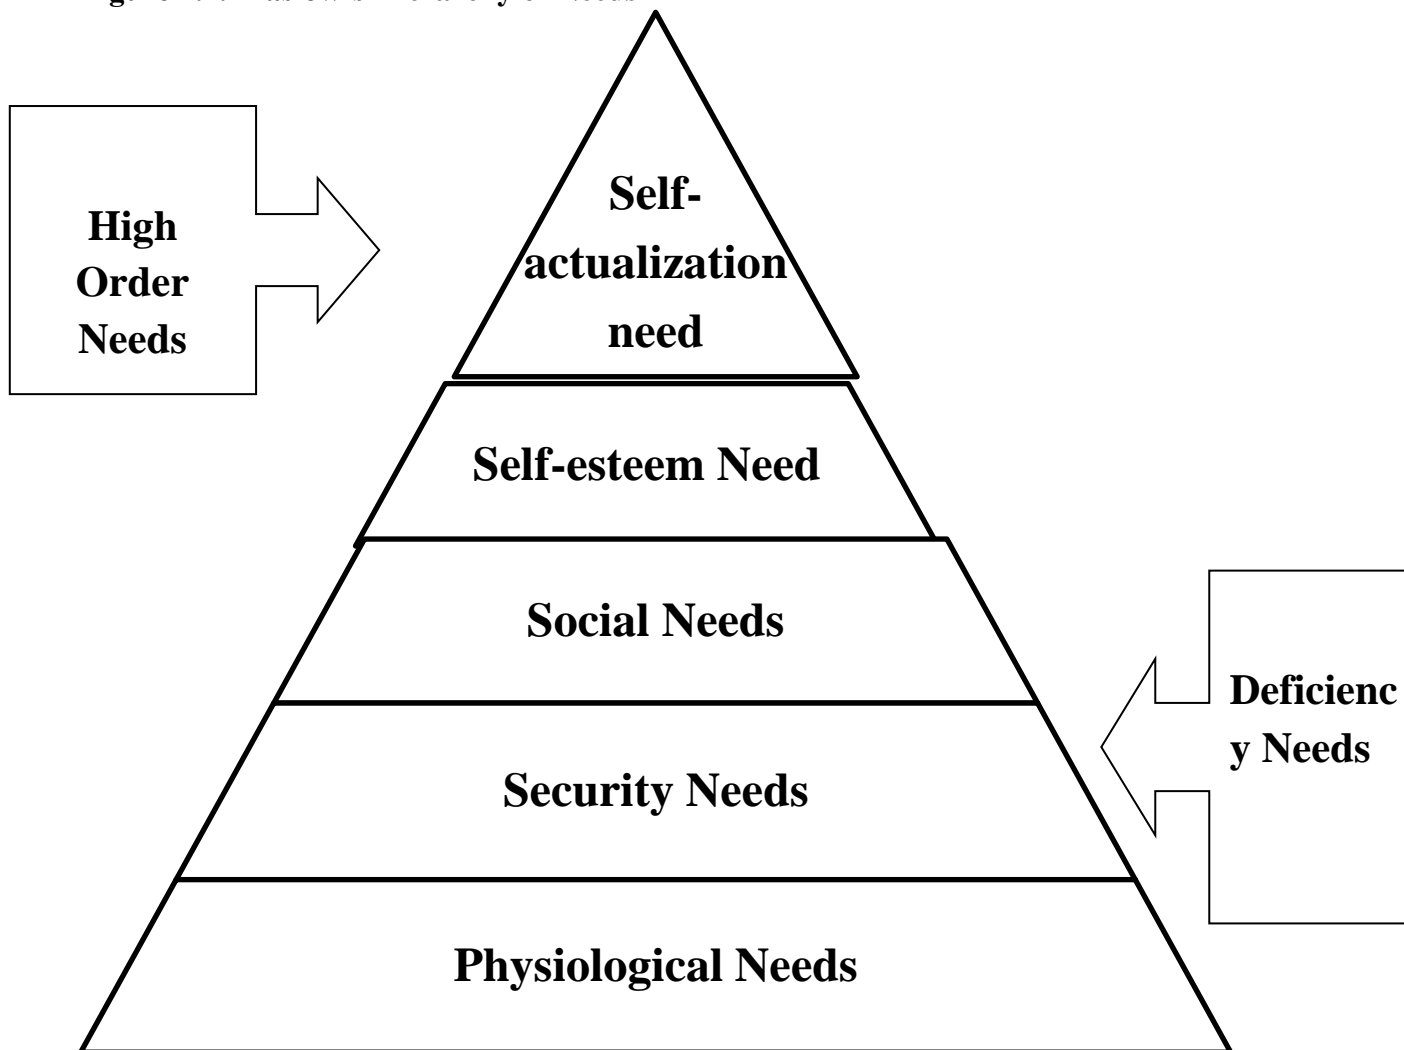 Self-
actualization
need
High
Order
Needs
Self-esteem Need
Social Needs
Deficienc
y Needs
Security Needs
Physiological Needs